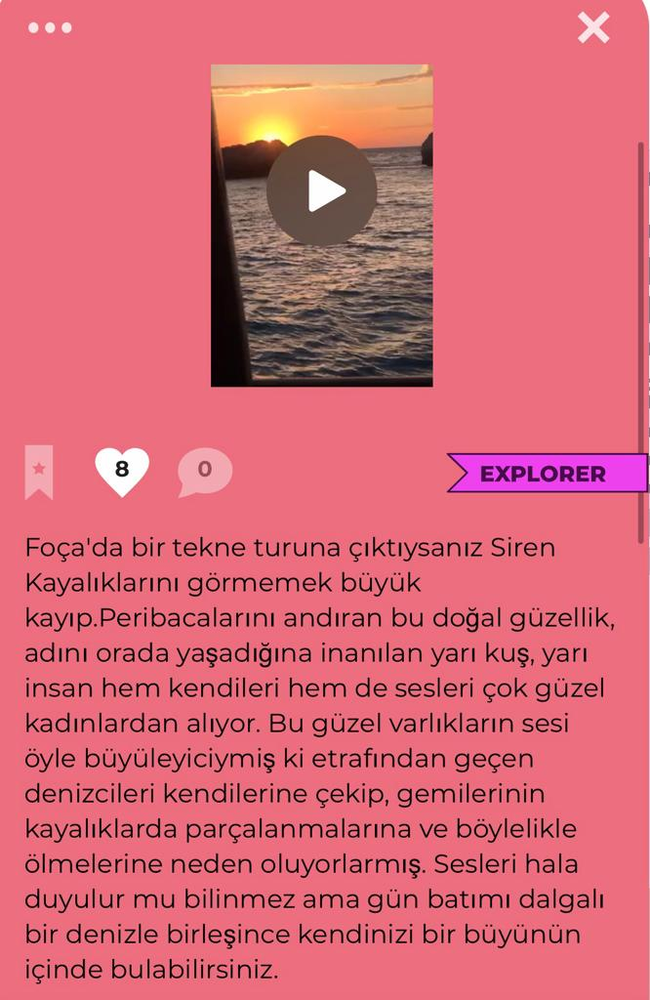 8
0
EXPLORER
Foça'da bir tekne turuna çıktıysanız Siren
Kayalıklarını görmemek büyük
kayıp.Peribacalarını andıran bu doğal güzellik,
adını orada yaşadığına inanılan yarı kuş, yarı
insan hem kendileri hem de sesleri çok güzel
kadınlardan alıyor. Bu güzel varlıkların sesi
öyle büyüleyiciymiş ki etrafından geçen
denizcileri kendilerine çekip, gemilerinin
kayalıklarda parçalanmalarına ve böylelikle
ölmelerine neden oluyorlarmış. Sesleri hala
duyulur mu bilinmez ama gün batımı dalgalı
bir denizle birleşince kendinizi bir büyünün
içinde bulabilirsiniz.